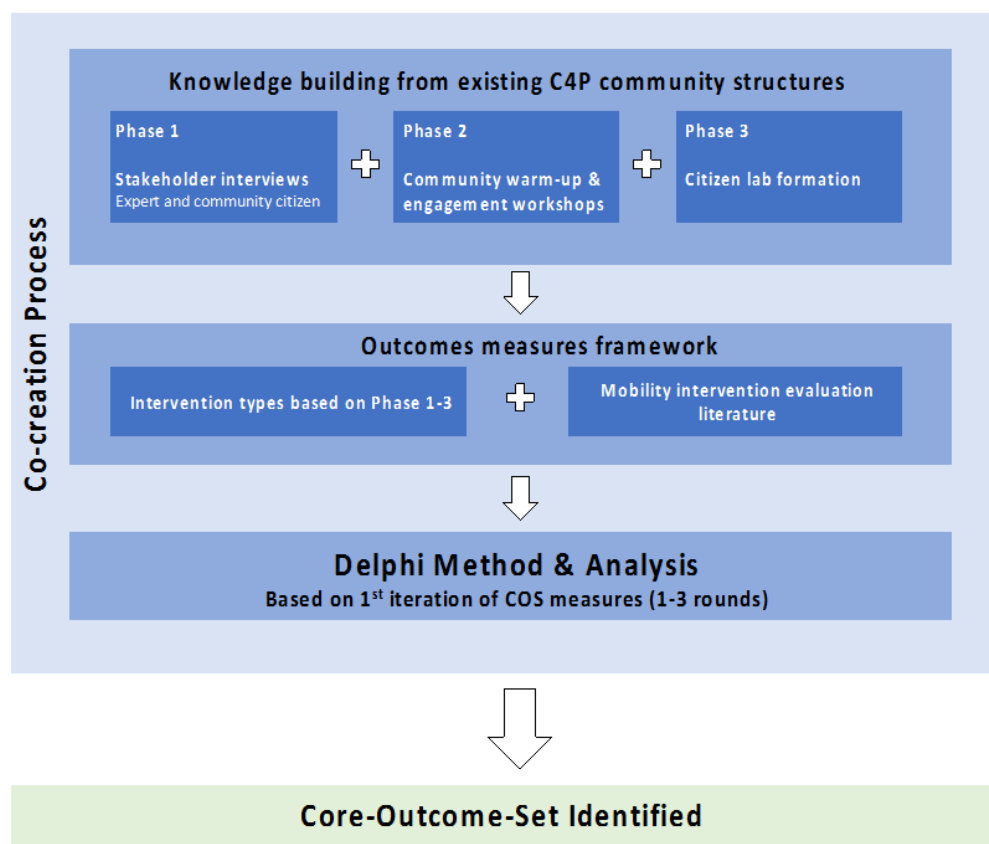 Co-creation Process
Knowledge building from existing C4P community structures
Phase 1
Stakeholder interviews
Expert and community citizen
Phase 2
Community warm-up &
engagement workshops
Phase 3
Citizen lab formation
Outcomes measures framework
Intervention types based on Phase 1-3
Mobility intervention evaluation
literature
Delphi Method & Analysis
Based on 1st iteration of COS measures (1-3 rounds)
Core-Outcome-Set Identified